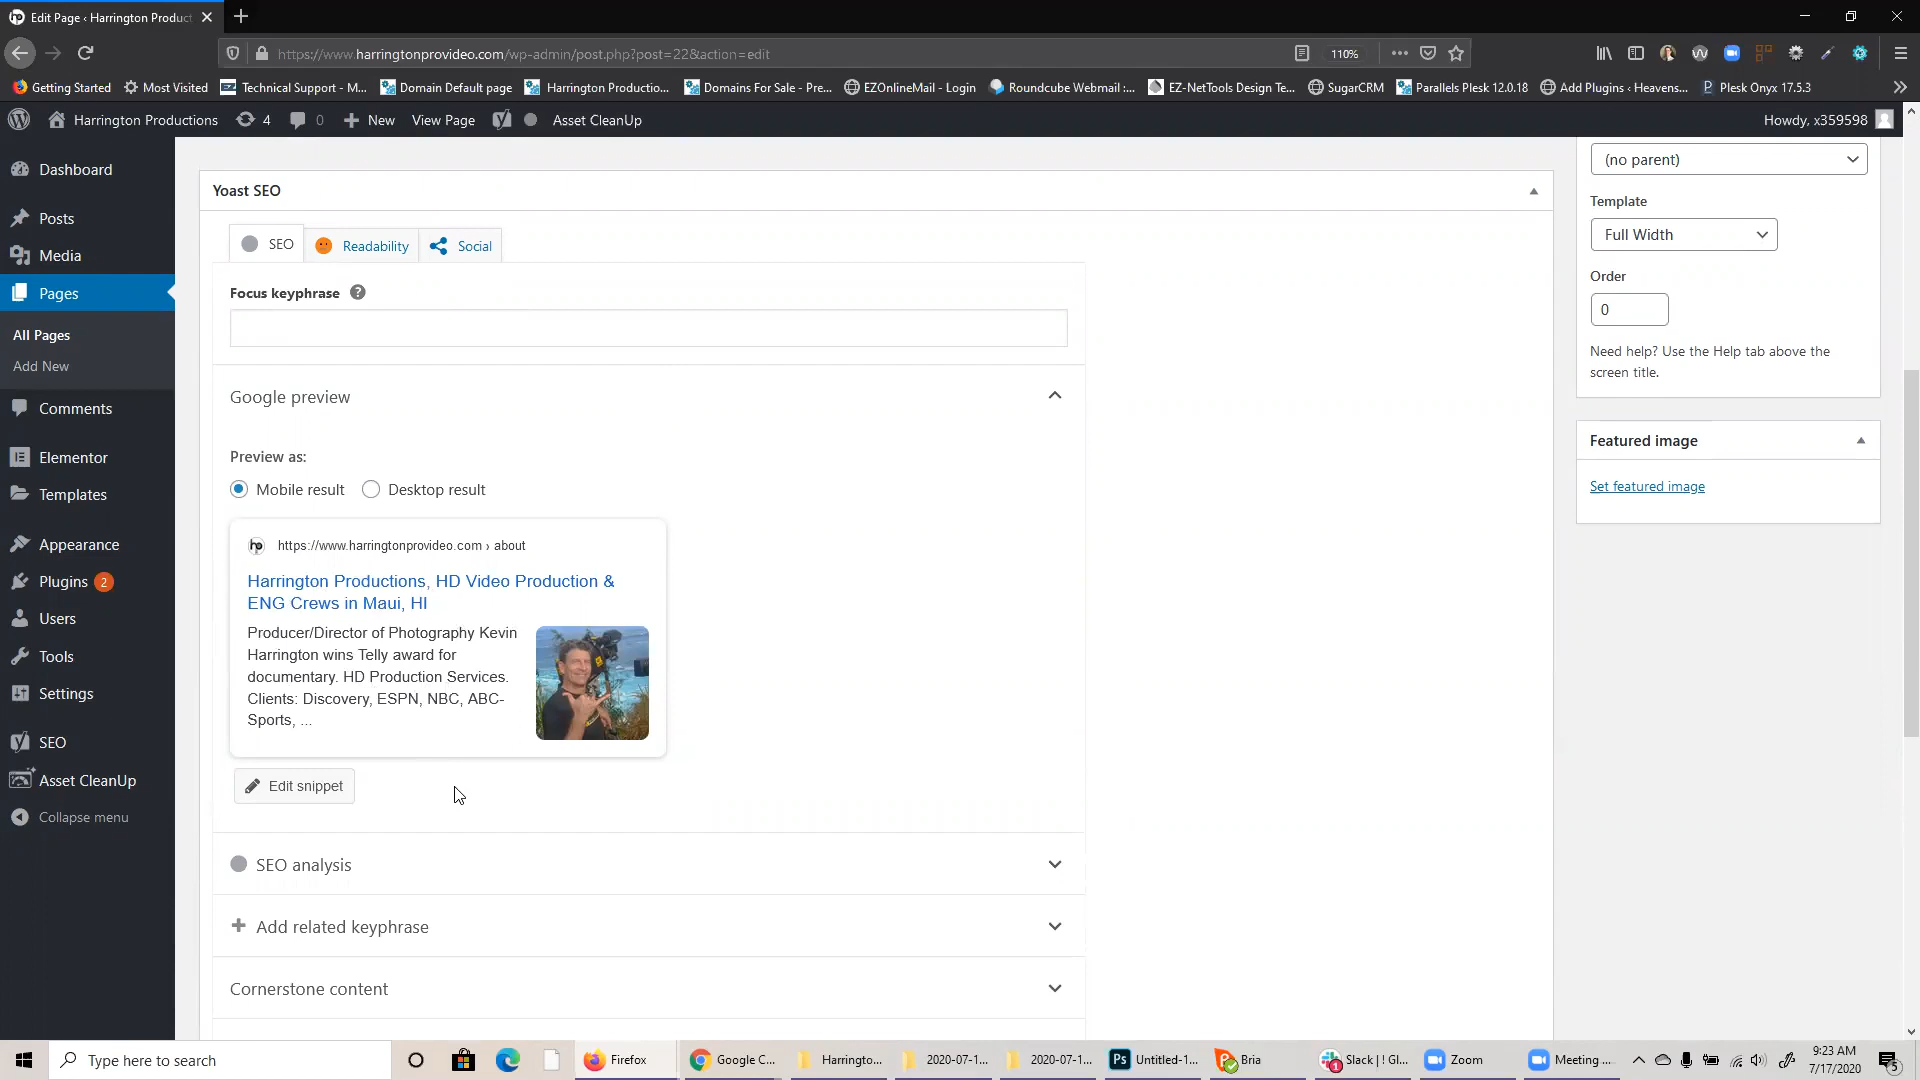 Edit Page ‹ Harrington Product
https://www.harringtonprovideo.com/wp-admin/post.php?post=22&action=edit
110%
Getting Started
Most Visited
Technical Support - M...
Domain Default page
Harrington Productio...
Domains For Sale - Pre...
EZOnlineMail - Login
Roundcube Webmail :...
EZ-NetTools Design Te...
SugarCRM
Parallels Plesk 12.0.18
Add Plugins ‹ Heavens...
Plesk Onyx 17.5.3
Harrington Productions
4
0
New
View Page
Asset CleanUp
Howdy, x359598
Dashboard
Posts
Media
Pages
All Pages
Add New
Comments
Elementor
Templates
Appearance
Plugins 2
Users
Tools
Settings
SEO
Asset CleanUp
Collapse menu
Yoast SEO
SEO
Readability
Social
Focus keyphrase
Google preview
Preview as:
Mobile result
Desktop result
hp
https://www.harringtonprovideo.com › about
Harrington Productions, HD Video Production &
ENG Crews in Maui, HI
Producer/Director of Photography Kevin
Harrington wins Telly award for
documentary. HD Production Services.
Clients: Discovery, ESPN, NBC, ABC-
Sports, ...
Edit snippet
SEO analysis
Add related keyphrase
Cornerstone content
(no parent)
Template
Full Width
Order
0
Need help? Use the Help tab above the
screen title.
Featured image
Set featured image
Type here to search
Firefox
Google C...
Harringto...
2020-07-1...
2020-07-1...
Ps
Untitled-1...
Bria
1
Slack | ! Gl...
Zoom
Meeting ...
9:23 AM
7/17/2020
5